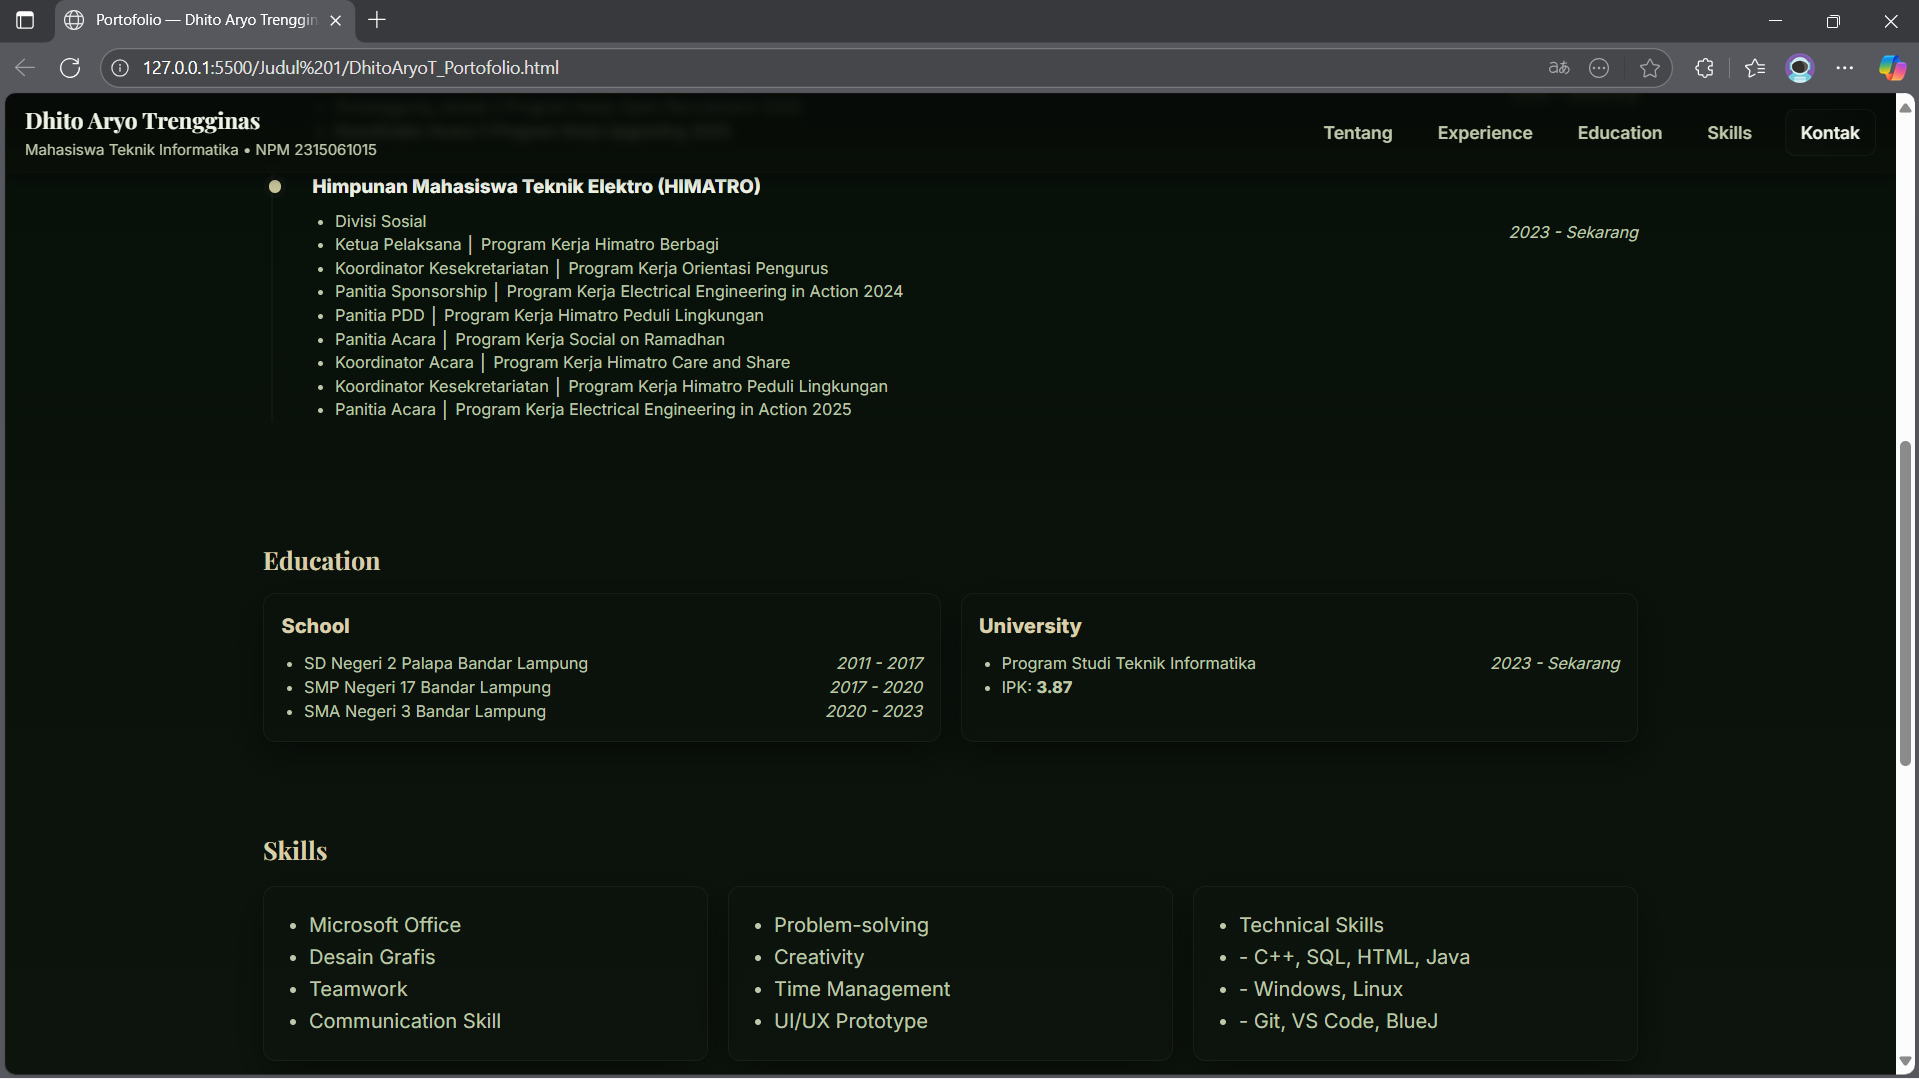 Portofolio — Dhito Aryo Trenggin
127.0.0.1:5500/Judul%201/DhitoAryoT_Portofolio.html
Dhito Aryo Trengginas
Mahasiswa Teknik Informatika • NPM 2315061015
Tentang
Experience
Education
Skills
Kontak
Himpunan Mahasiswa Teknik Elektro (HIMATRO)
2023 - Sekarang
• Divisi Sosial
• Ketua Pelaksana | Program Kerja Himatro Berbagi
• Koordinator Kesekretariatan | Program Kerja Orientasi Pengurus
• Panitia Sponsorship | Program Kerja Electrical Engineering in Action 2024
• Panitia PDD | Program Kerja Himatro Peduli Lingkungan
• Panitia Acara | Program Kerja Social on Ramadhan
• Koordinator Acara | Program Kerja Himatro Care and Share
• Koordinator Kesekretariatan | Program Kerja Himatro Peduli Lingkungan
• Panitia Acara | Program Kerja Electrical Engineering in Action 2025
Education
School
• SD Negeri 2 Palapa Bandar Lampung 2011 - 2017
• SMP Negeri 17 Bandar Lampung 2017 - 2020
• SMA Negeri 3 Bandar Lampung 2020 - 2023
University
• Program Studi Teknik Informatika 2023 - Sekarang
• IPK: 3.87
Skills
• Microsoft Office
• Desain Grafis
• Teamwork
• Communication Skill
• Problem-solving
• Creativity
• Time Management
• UI/UX Prototype
• Technical Skills
• - C++, SQL, HTML, Java
• - Windows, Linux
• - Git, VS Code, BlueJ